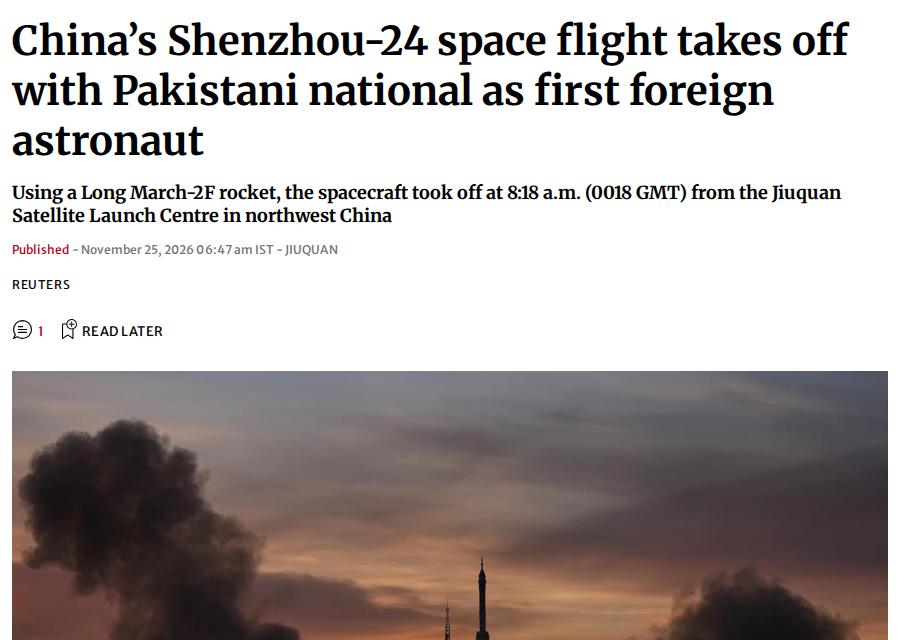 China’s Shenzhou-24 space flight takes off
with Pakistani national as first foreign
astronaut
Using a Long March-2F rocket, the spacecraft took off at 8:18 a.m. (0018 GMT) from the Jiuquan
Satellite Launch Centre in northwest China
Published - November 25, 2026 06:47 am IST - JIUQUAN
REUTERS
1 READ LATER